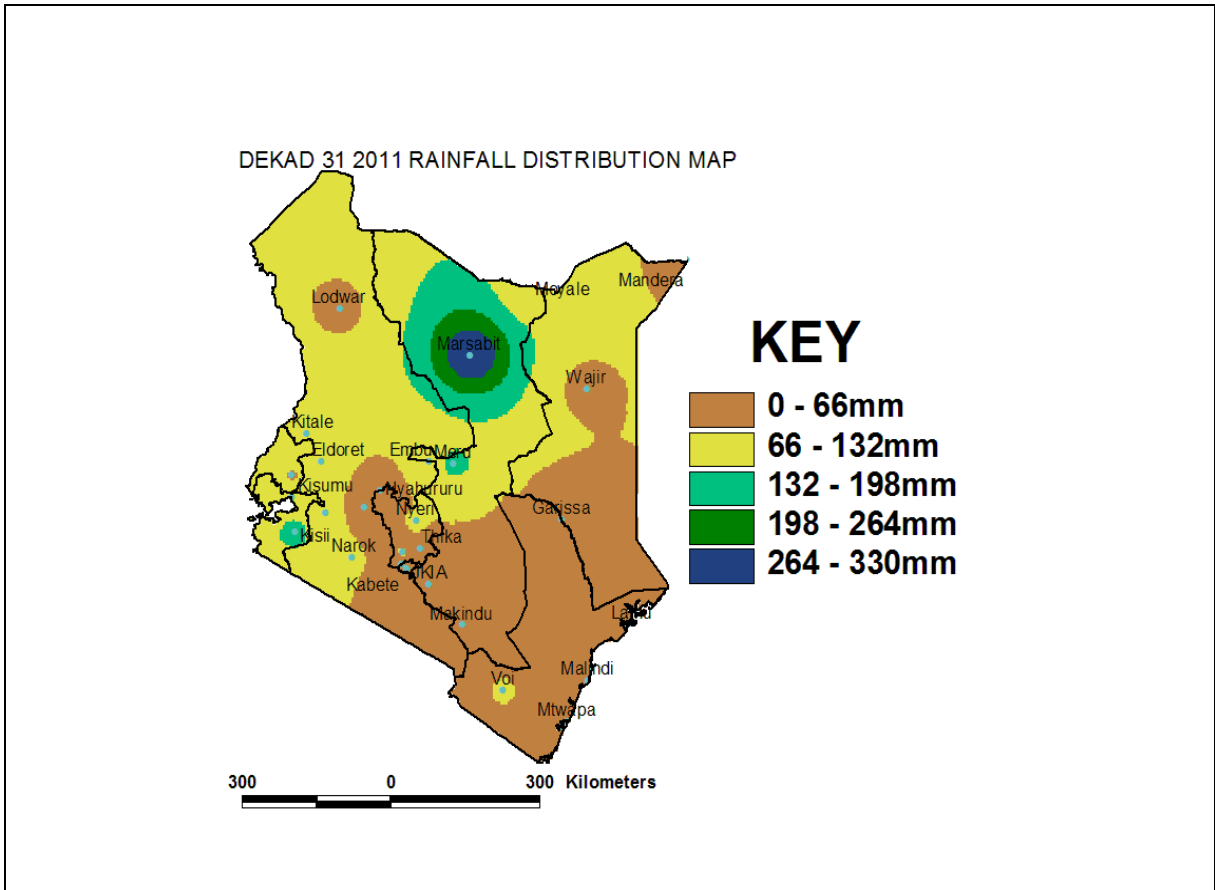 DEKAD 31 2011 RAINFALL DISTRIBUTION MAP
Moyale
Mandera
Lodwar
Marsabit
Wajir
KEY
0 - 66mm
66 - 132mm
132 - 198mm
198 - 264mm
264 - 330mm
Kitale
Eldoret
Embu
Meru
Kisumu
Nyahururu
Nyeri
Garissa
Kisii
Thika
Narok
JKIA
Kabete
Makindu
Lamu
Malindi
Voi
Mtwapa
300 0 300 Kilometers